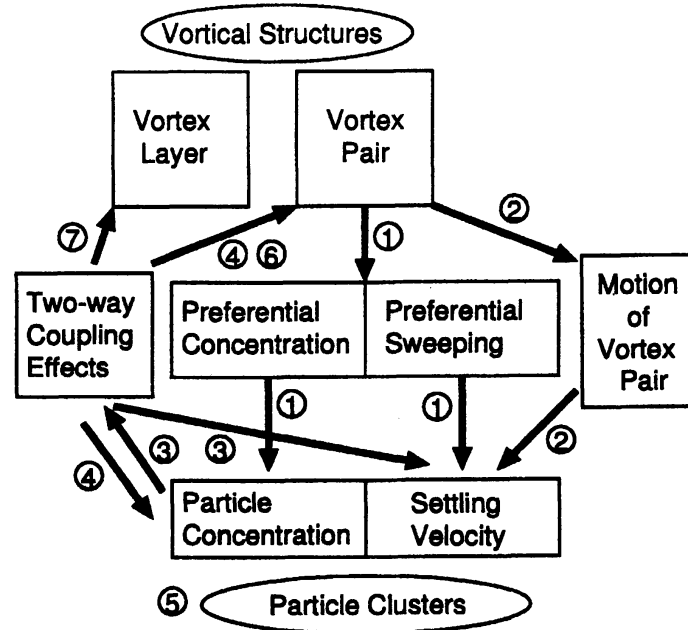 Vortical Structures
Vortex
Layer
Vortex
Pair
⑦
④ ⑥
①
②
Two-way
Coupling
Effects
Preferential
Concentration
Preferential
Sweeping
Motion
of
Vortex
Pair
①
①
②
③
③
④
Particle
Concentration
Settling
Velocity
⑤
Particle Clusters